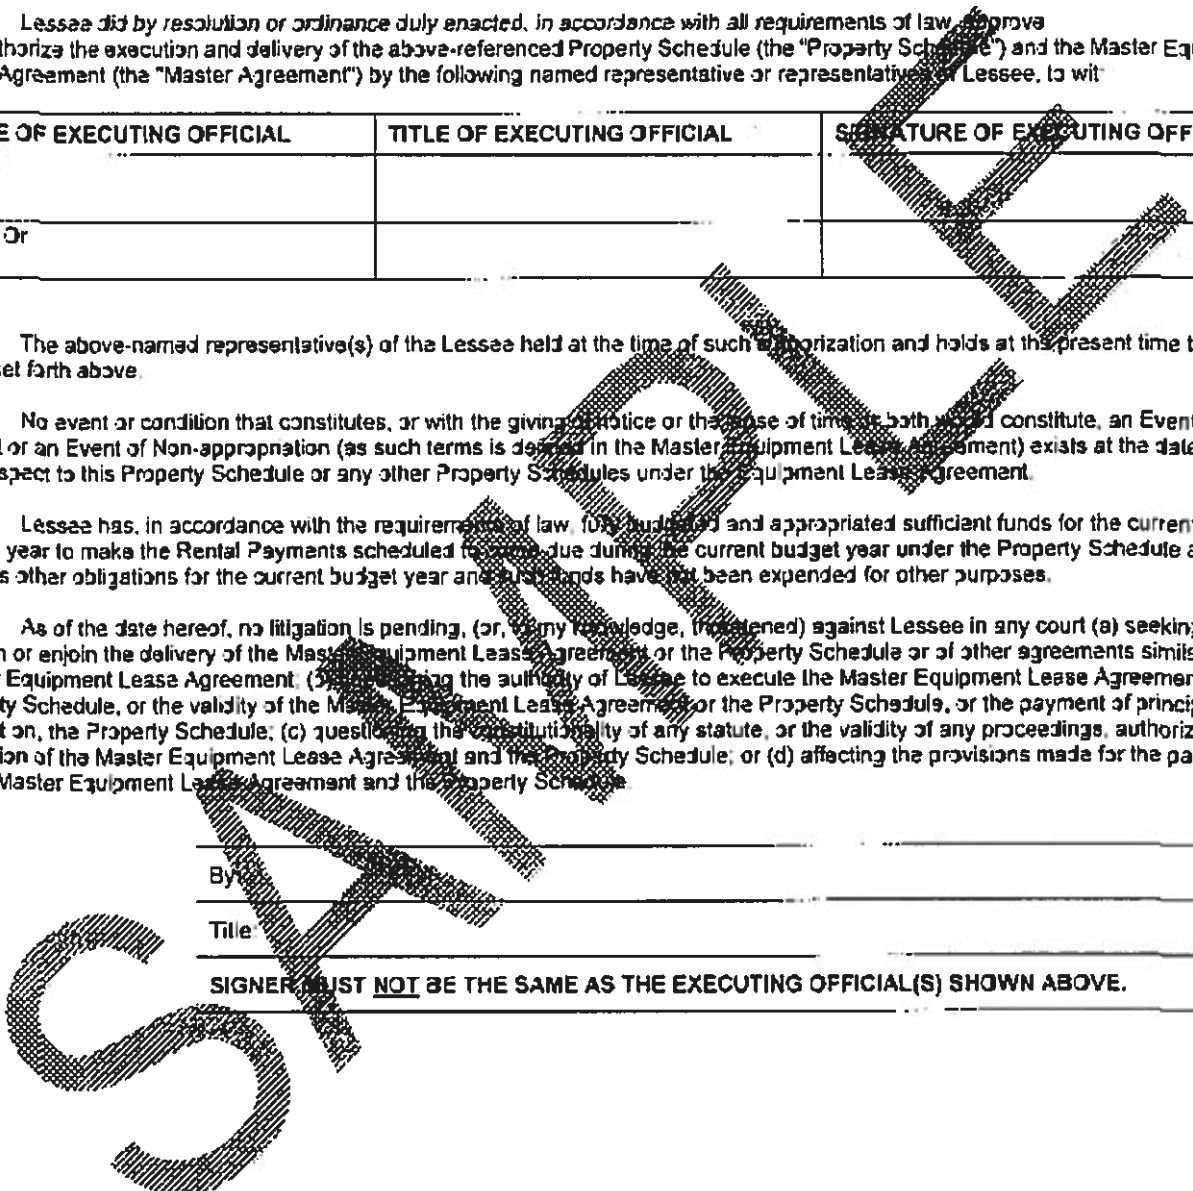 Lessee did by resolution or ordinance duly enacted, in accordance with all requirements of law, approve
thorize the execution and delivery of the above-referenced Property Schedule (the "Property Schedule") and the Master Equ
Agreement (the "Master Agreement") by the following named representative or representatives of Lessee, to wit
E OF EXECUTING OFFICIAL TITLE OF EXECUTING OFFICIAL SIGNATURE OF EXECUTING OFF
Or
The above-named representative(s) of the Lessee held at the time of such authorization and holds at the present time t
set forth above.
No event or condition that constitutes, or with the giving of notice or the lapse of time or both would constitute, an Event
or an Event of Non-appropriation (as such terms is defined in the Master Equipment Lease Agreement) exists at the date
spect to this Property Schedule or any other Property Schedules under the Equipment Lease Agreement.
Lessee has, in accordance with the requirements of law, fully budgeted and appropriated sufficient funds for the current
year to make the Rental Payments scheduled to come due during the current budget year under the Property Schedule a
s other obligations for the current budget year and such funds have not been expended for other purposes.
As of the date hereof, no litigation is pending, (or, to my knowledge, threatened) against Lessee in any court (a) seeking
n or enjoin the delivery of the Master Equipment Lease Agreement or the Property Schedule or of other agreements simila
Equipment Lease Agreement; (b) questioning the authority of Lessee to execute the Master Equipment Lease Agreemen
ty Schedule, or the validity of the Master Equipment Lease Agreement or the Property Schedule, or the payment of princip
t on, the Property Schedule; (c) questioning the constitutionality of any statute, or the validity of any proceedings, authoriz
ion of the Master Equipment Lease Agreement and the Property Schedule; or (d) affecting the provisions made for the pa
Master Equipment Lease Agreement and the Property Schedule.
By:
Title:
SIGNER MUST NOT BE THE SAME AS THE EXECUTING OFFICIAL(S) SHOWN ABOVE.
SAMPLE